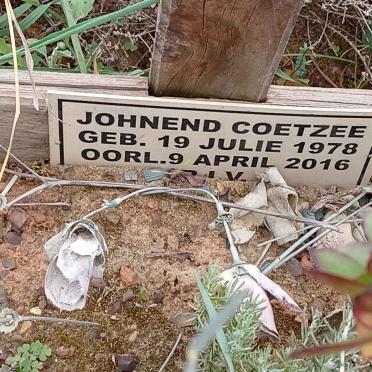 JOHNEND COETZEE
GEB. 19 JULIE 1978
OORL.9 APRIL 2016
R.I.V